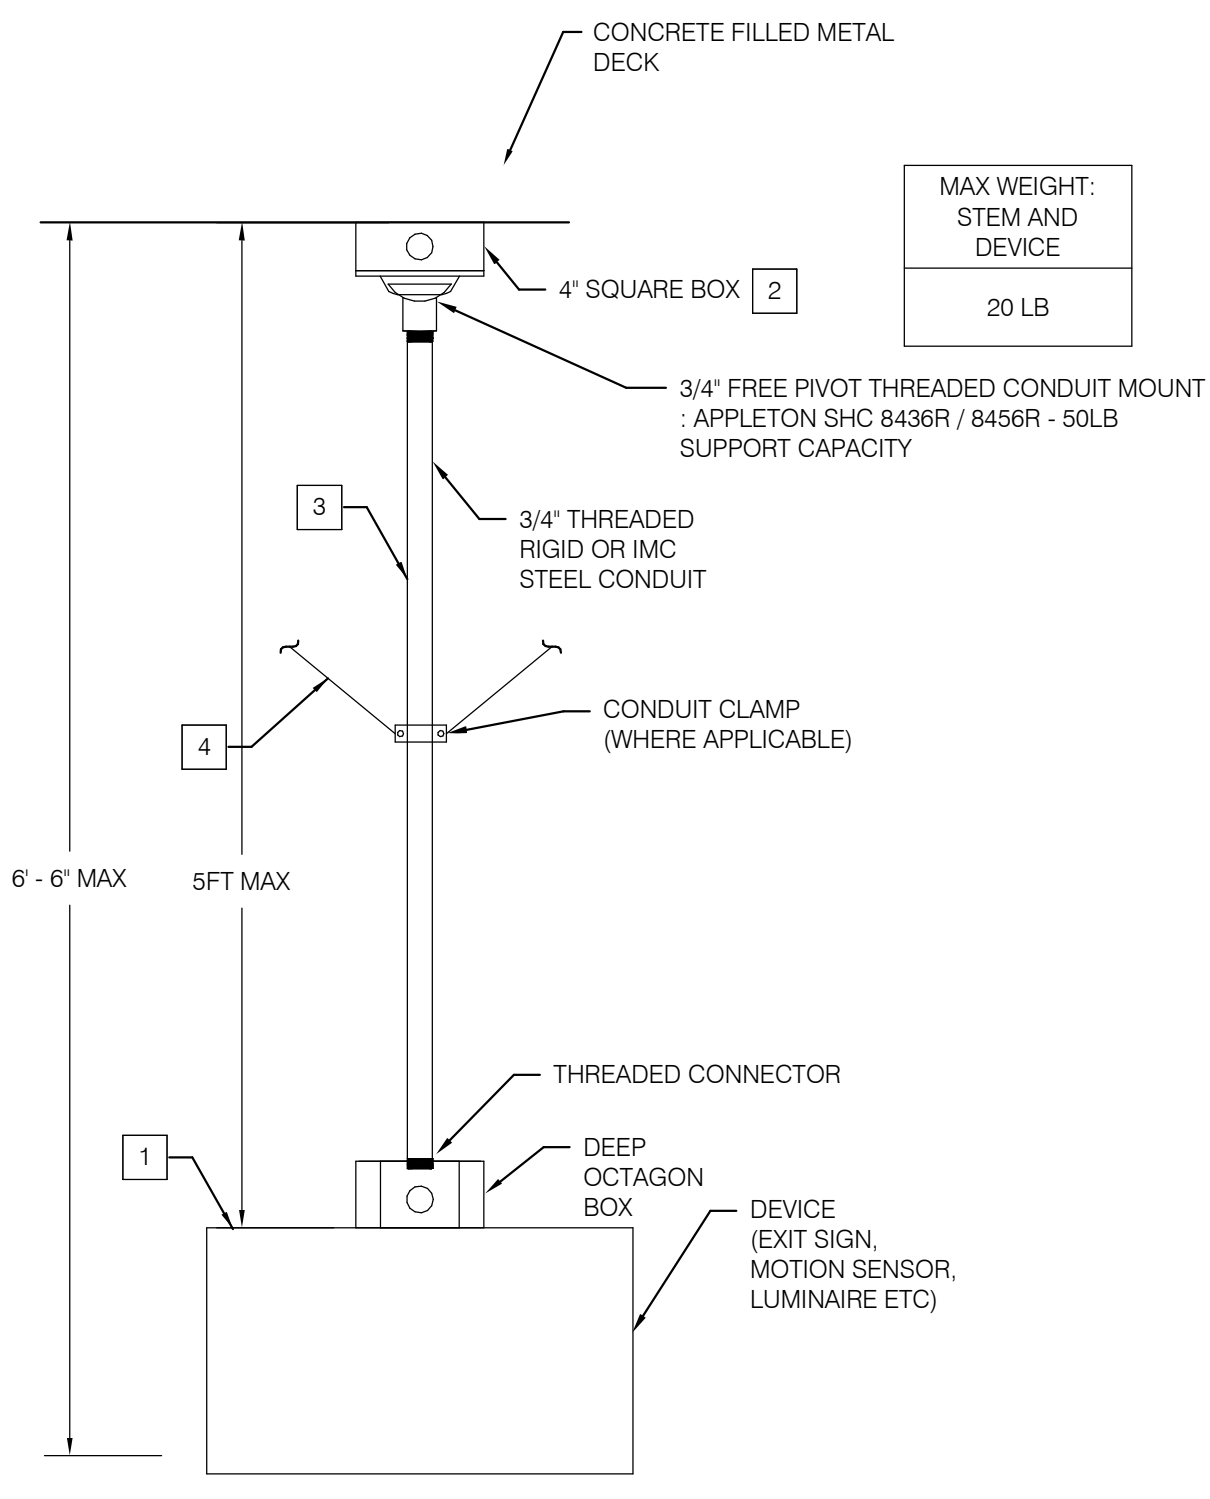 CONCRETE FILLED METAL
DECK
MAX WEIGHT:
STEM AND
DEVICE
20 LB
4" SQUARE BOX
2
3/4" FREE PIVOT THREADED CONDUIT MOUNT
: APPLETON SHC 8436R / 8456R - 50LB
SUPPORT CAPACITY
3
3/4" THREADED
RIGID OR IMC
STEEL CONDUIT
4
CONDUIT CLAMP
(WHERE APPLICABLE)
6' - 6" MAX
5FT MAX
THREADED CONNECTOR
1
DEEP
OCTAGON
BOX
DEVICE
(EXIT SIGN,
MOTION SENSOR,
LUMINAIRE ETC)